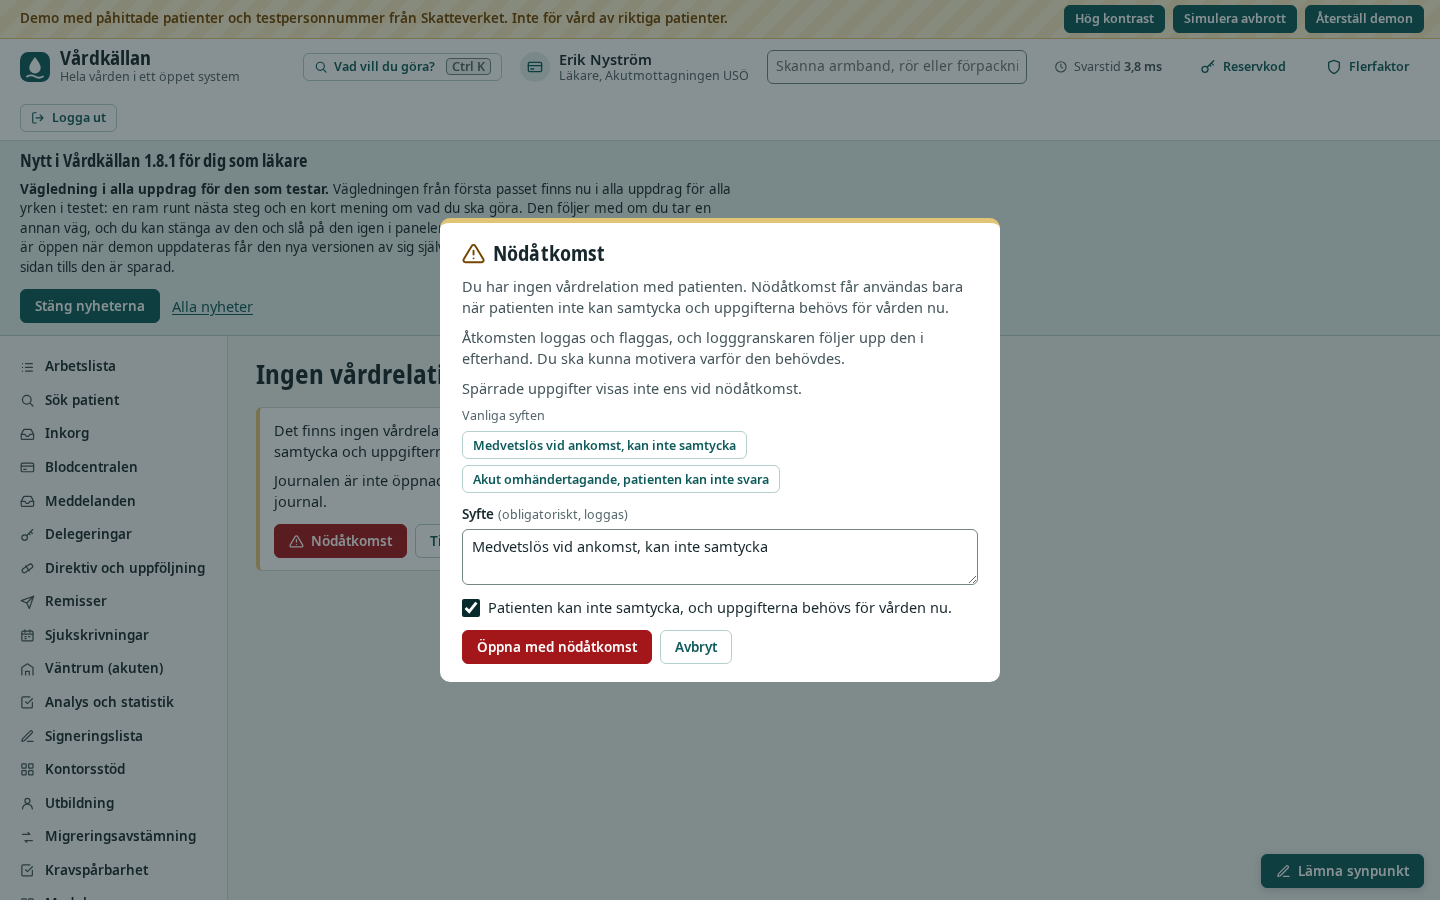 Demo med påhittade patienter och testpersonnummer från Skatteverket. Inte för vård av riktiga patienter.
Hög kontrast
Simulera avbrott
Återställ demon
Vårdkällan
Hela vården i ett öppet system
Vad vill du göra? Ctrl K
Erik Nyström
Läkare, Akutmottagningen USÖ
Skanna armband, rör eller förpackni
Svarstid 3,8 ms
Reservkod
Flerfaktor
Logga ut
Nytt i Vårdkällan 1.8.1 för dig som läkare
Vägledning i alla uppdrag för den som testar. Vägledningen från första passet finns nu i alla uppdrag för alla
yrken i testet: en ram runt nästa steg och en kort mening om vad du ska göra. Den följer med om du tar en
annan väg, och du kan stänga av den och slå på den igen i panelen
är öppen när demon uppdateras får den nya versionen av sig själv
sidan tills den är sparad.
Stäng nyheterna
Alla nyheter
Arbetslista
Sök patient
Inkorg
Blodcentralen
Meddelanden
Delegeringar
Direktiv och uppföljning
Remisser
Sjukskrivningar
Väntrum (akuten)
Analys och statistik
Signeringslista
Kontorsstöd
Utbildning
Migreringsavstämning
Kravspårbarhet
Ingen vårdrelati
Det finns ingen vårdrelat
samtycka och uppgiftern
Journalen är inte öppnad
journal.
Nödåtkomst
Nödåtkomst
Du har ingen vårdrelation med patienten. Nödåtkomst får användas bara
när patienten inte kan samtycka och uppgifterna behövs för vården nu.
Åtkomsten loggas och flaggas, och logggranskaren följer upp den i
efterhand. Du ska kunna motivera varför den behövdes.
Spärrade uppgifter visas inte ens vid nödåtkomst.
Vanliga syften
Medvetslös vid ankomst, kan inte samtycka
Akut omhändertagande, patienten kan inte svara
Syfte (obligatoriskt, loggas)
Medvetslös vid ankomst, kan inte samtycka
Patienten kan inte samtycka, och uppgifterna behövs för vården nu.
Öppna med nödåtkomst
Avbryt
Lämna synpunkt